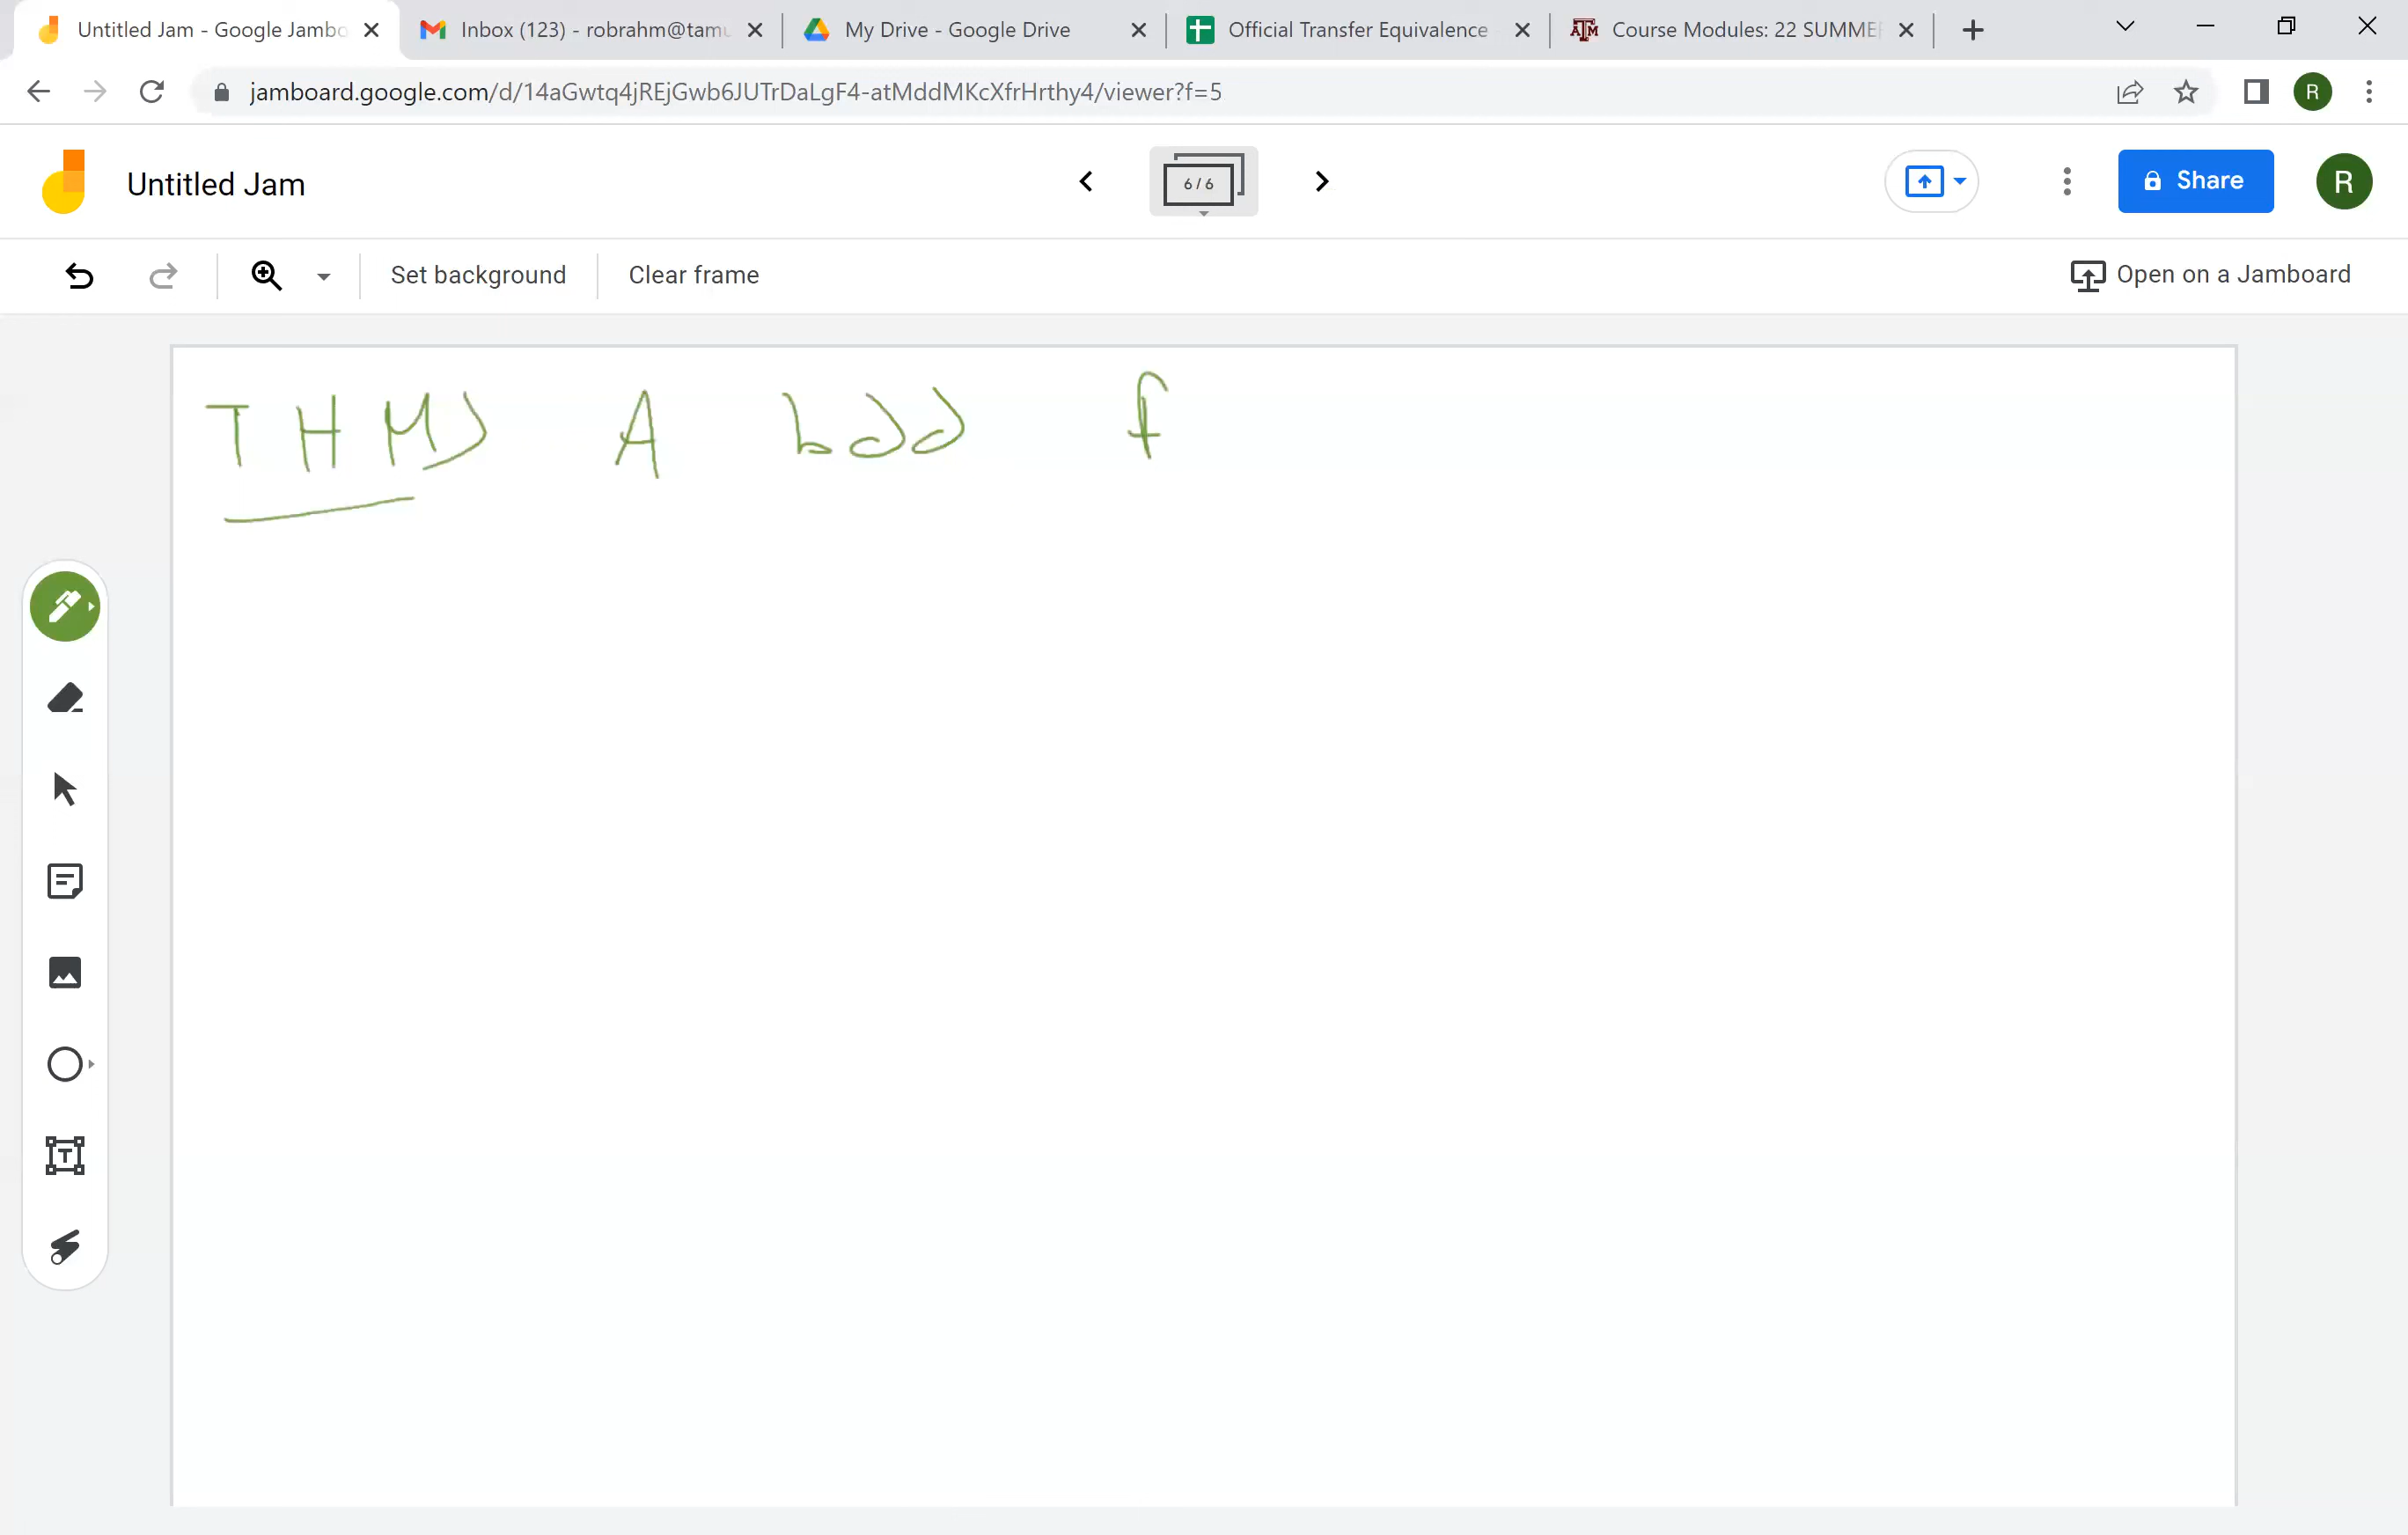 Untitled Jam - Google Jambo
Inbox (123) - robrahm@tamu
My Drive - Google Drive
Official Transfer Equivalence
Course Modules: 22 SUMME
jamboard.google.com/d/14aGwtq4jREjGwb6JUTrDaLgF4-atMddMKcXfrHrthy4/viewer?f=5
R
Untitled Jam
6 / 6
Share
R
Set background
Clear frame
Open on a Jamboard
THM) A bdd f